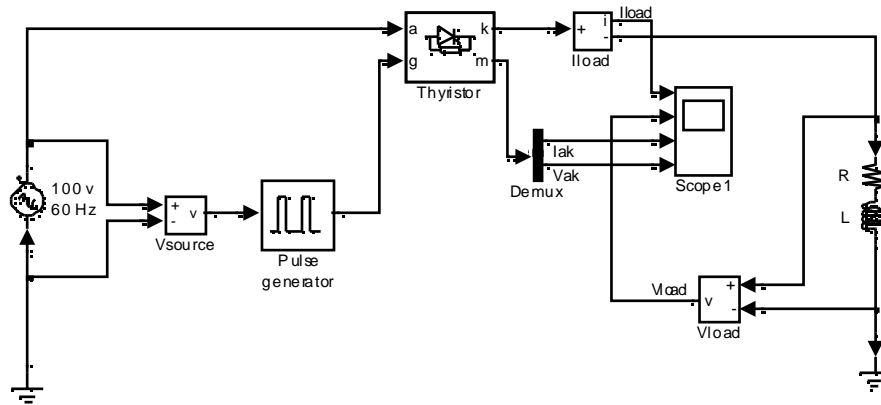 Iload
a
k
+
i
-
g
m
Iload
Thyristor
100 v
60 Hz
+
-
v
Vsource
Pulse
generator
Iak
Vak
Demux
Scope1
R
L
Vload
v
+
-
Vload